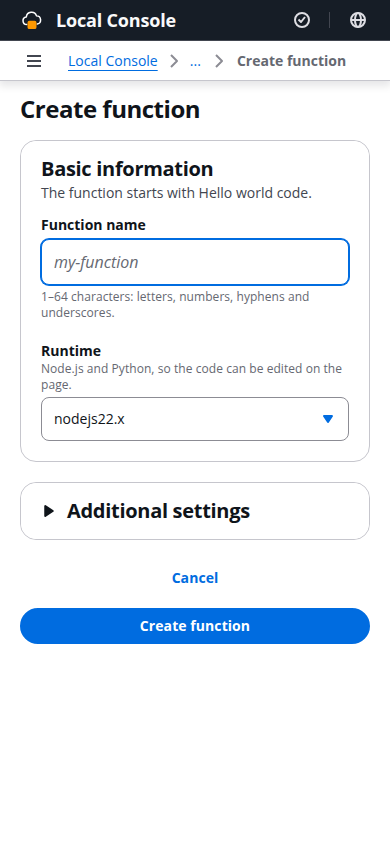 Local Console
Local Console
...
Create function
Create function
Basic information
The function starts with Hello world code.
Function name
my-function
1–64 characters: letters, numbers, hyphens and
underscores.
Runtime
Node.js and Python, so the code can be edited on the
page.
nodejs22.x
Additional settings
Cancel
Create function